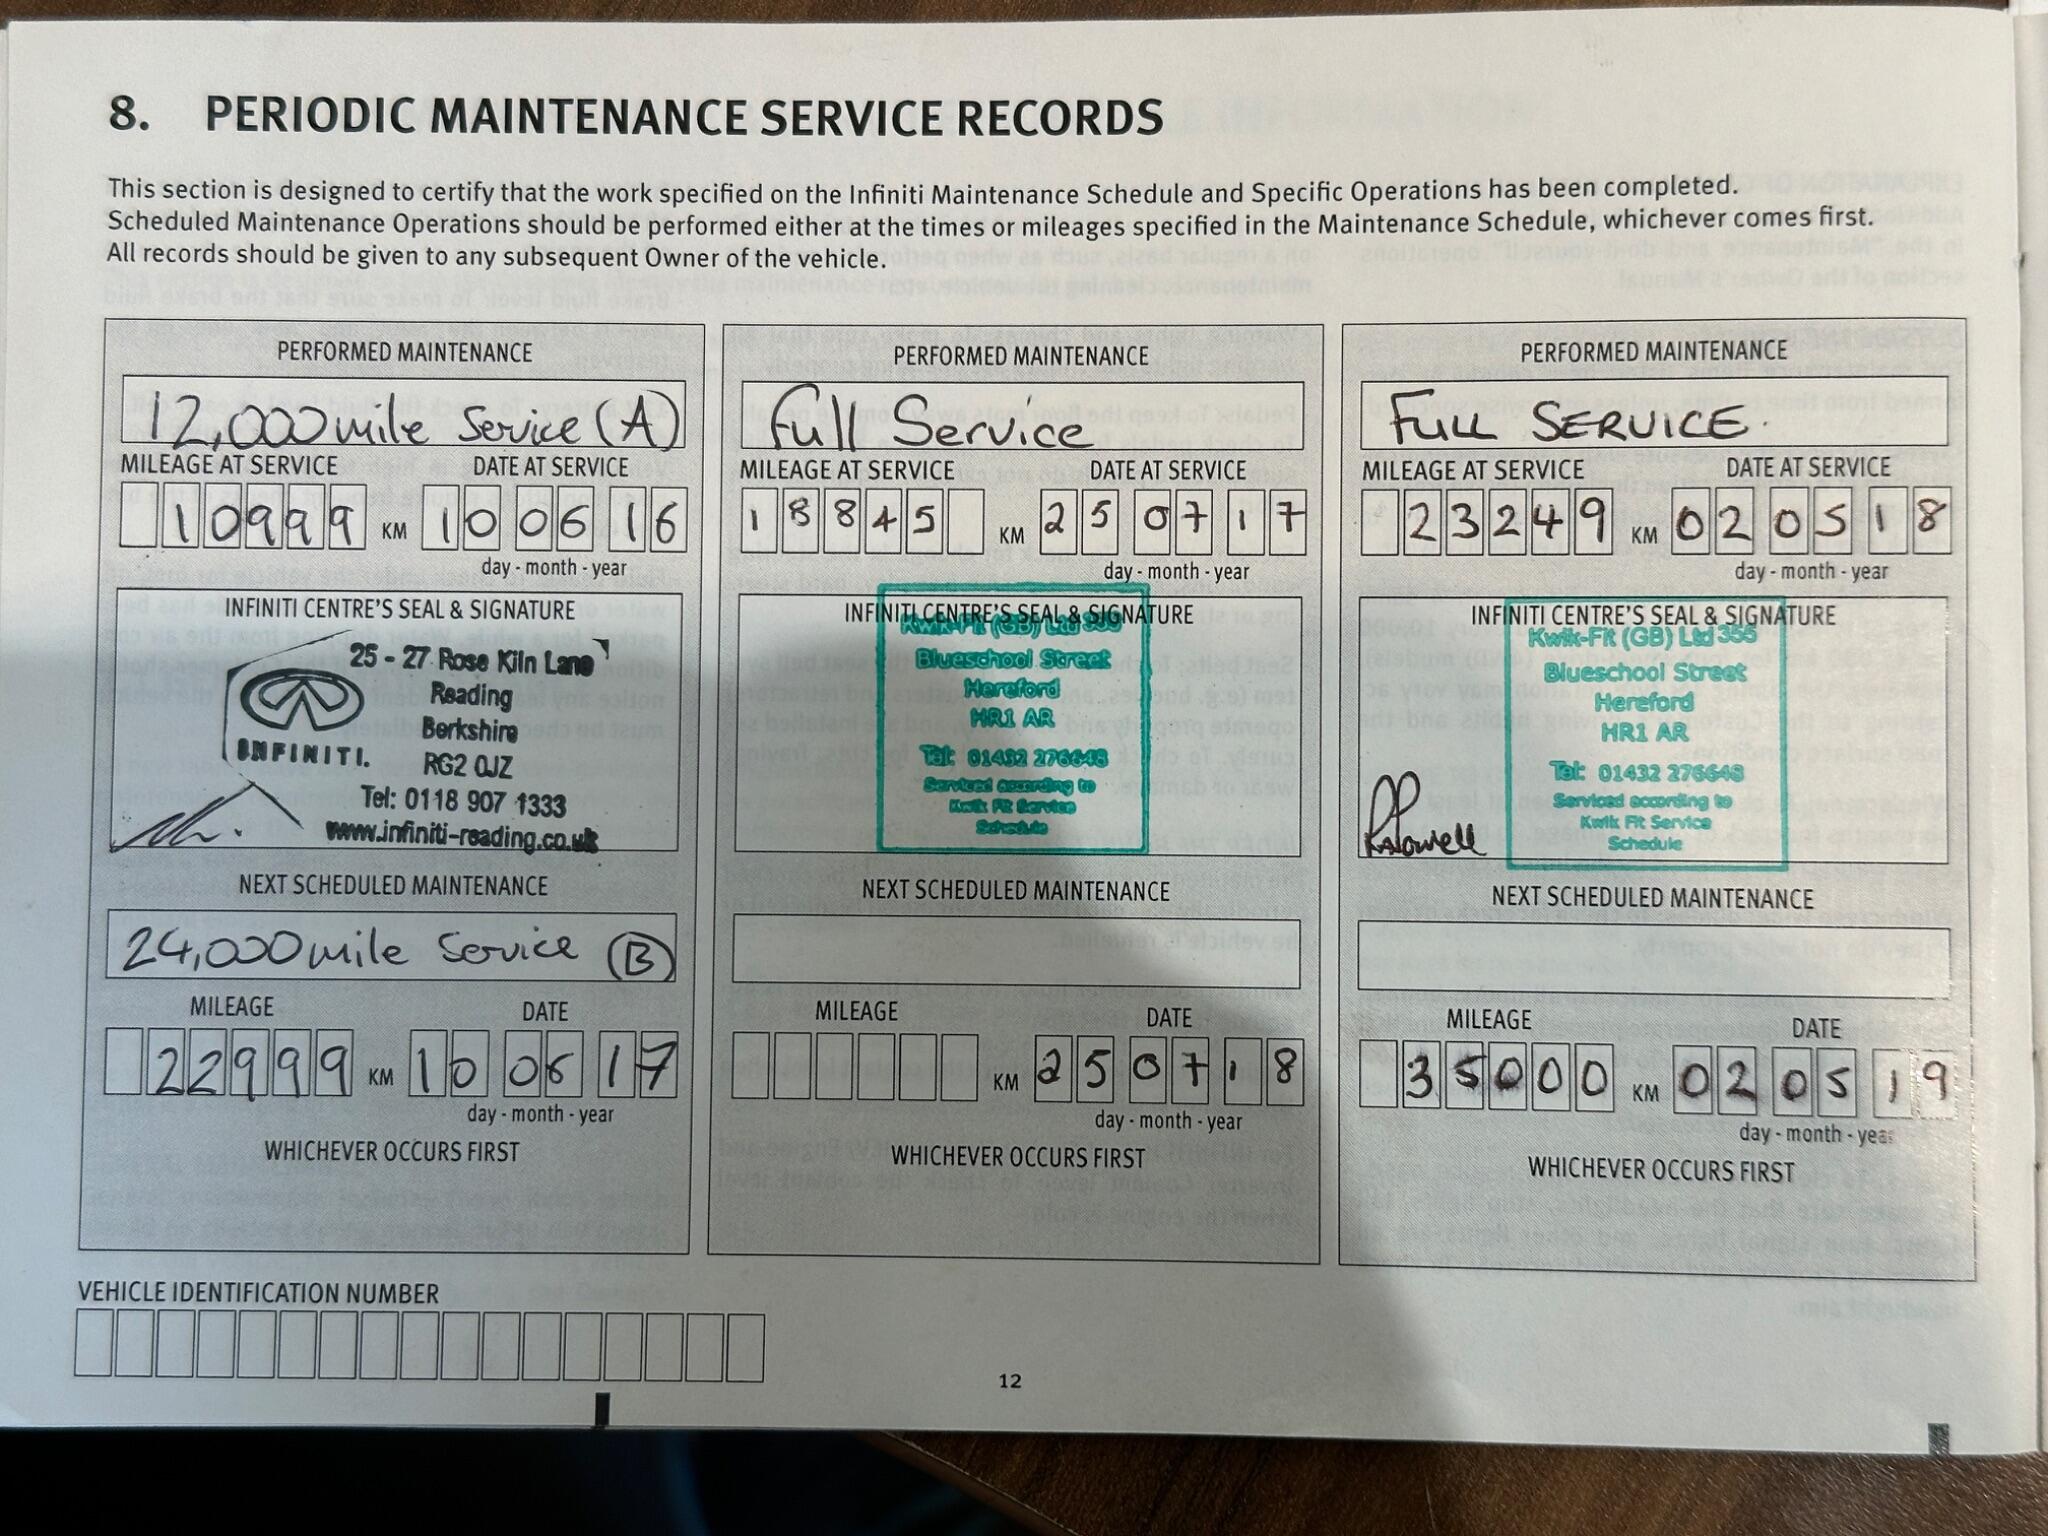 8. PERIODIC MAINTENANCE SERVICE RECORDS
This section is designed to certify that the work specified on the Infiniti Maintenance Schedule and Specific Operations has been completed.
Scheduled Maintenance Operations should be performed either at the times or mileages specified in the Maintenance Schedule, whichever comes first.
All records should be given to any subsequent Owner of the vehicle.
PERFORMED MAINTENANCE
12,000 mile Service (A)
MILEAGE AT SERVICE DATE AT SERVICE
10999 KM 10 06 16
day - month - year
INFINITI CENTRE'S SEAL & SIGNATURE
25 - 27 Rose Kiln Lane
Reading
Berkshire
INFINITI.
RG2 0JZ
Tel: 0118 907 1333
www.infiniti-reading.co.uk
NEXT SCHEDULED MAINTENANCE
24,000 mile Service (B)
MILEAGE DATE
22999 KM 10 06 17
day - month - year
WHICHEVER OCCURS FIRST
PERFORMED MAINTENANCE
Full Service
MILEAGE AT SERVICE DATE AT SERVICE
18845 KM 25 07 17
day - month - year
INFINITI CENTRE'S SEAL & SIGNATURE
Kwik-Fit (GB) Ltd 355
Blueschool Street
Hereford
HR1 AR
Tel: 01432 276648
Serviced according to
Kwik Fit Service
Schedule
NEXT SCHEDULED MAINTENANCE
MILEAGE DATE
KM 25 07 18
day - month - year
WHICHEVER OCCURS FIRST
PERFORMED MAINTENANCE
FULL SERVICE.
MILEAGE AT SERVICE DATE AT SERVICE
23249 KM 02 05 18
day - month - year
INFINITI CENTRE'S SEAL & SIGNATURE
Kwik-Fit (GB) Ltd 355
Blueschool Street
Hereford
HR1 AR
Tel: 01432 276648
Serviced according to
Kwik Fit Service
Schedule
NEXT SCHEDULED MAINTENANCE
MILEAGE DATE
35000 KM 02 05 19
day - month - year
WHICHEVER OCCURS FIRST
VEHICLE IDENTIFICATION NUMBER
12